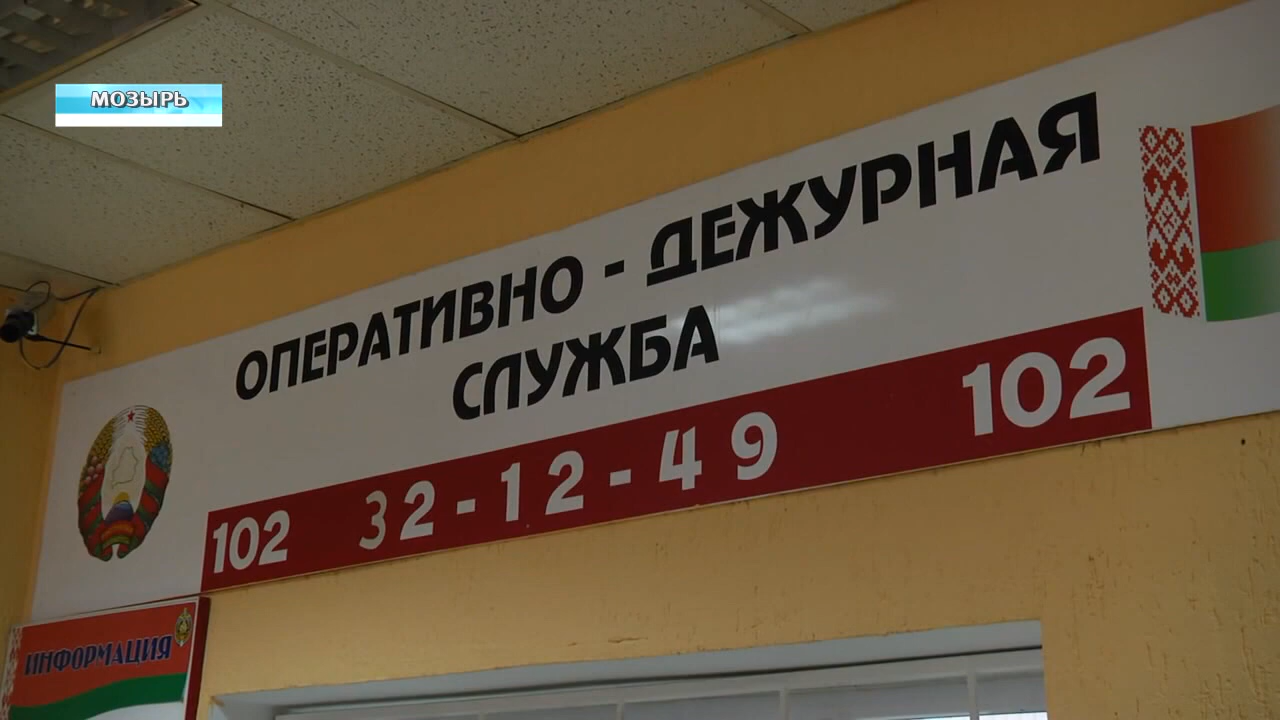 МОЗЫРЬ
ОПЕРАТИВНО - ДЕЖУРНАЯ
СЛУЖБА
102 32-12-49 102
ИНФОРМАЦИЯ